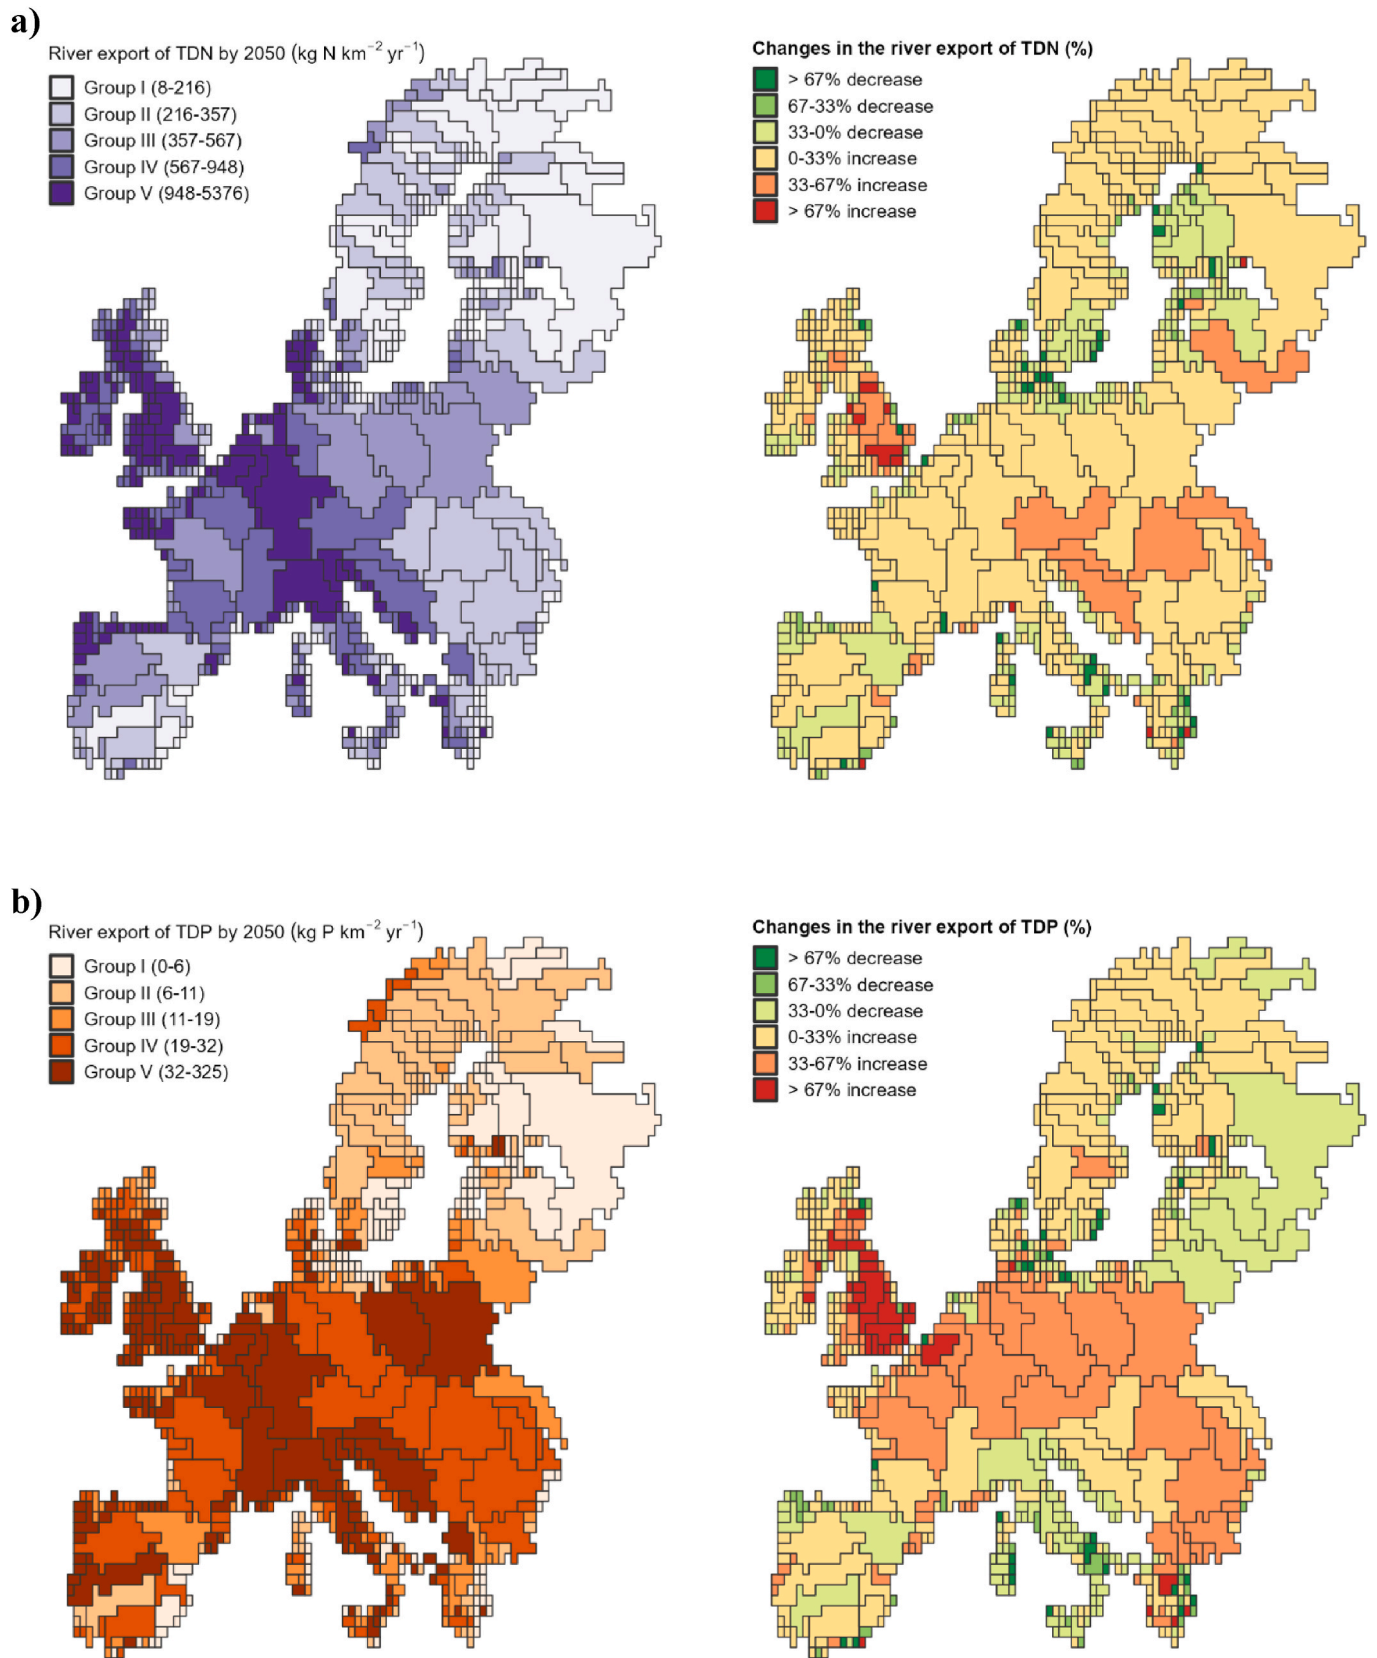 a)
River export of TDN by 2050 (kg N km⁻² yr⁻¹)
Group I (8-216)
Group II (216-357)
Group III (357-567)
Group IV (567-948)
Group V (948-5376)
Changes in the river export of TDN (%)
> 67% decrease
67-33% decrease
33-0% decrease
0-33% increase
33-67% increase
> 67% increase
b)
River export of TDP by 2050 (kg P km⁻² yr⁻¹)
Group I (0-6)
Group II (6-11)
Group III (11-19)
Group IV (19-32)
Group V (32-325)
Changes in the river export of TDP (%)
> 67% decrease
67-33% decrease
33-0% decrease
0-33% increase
33-67% increase
> 67% increase